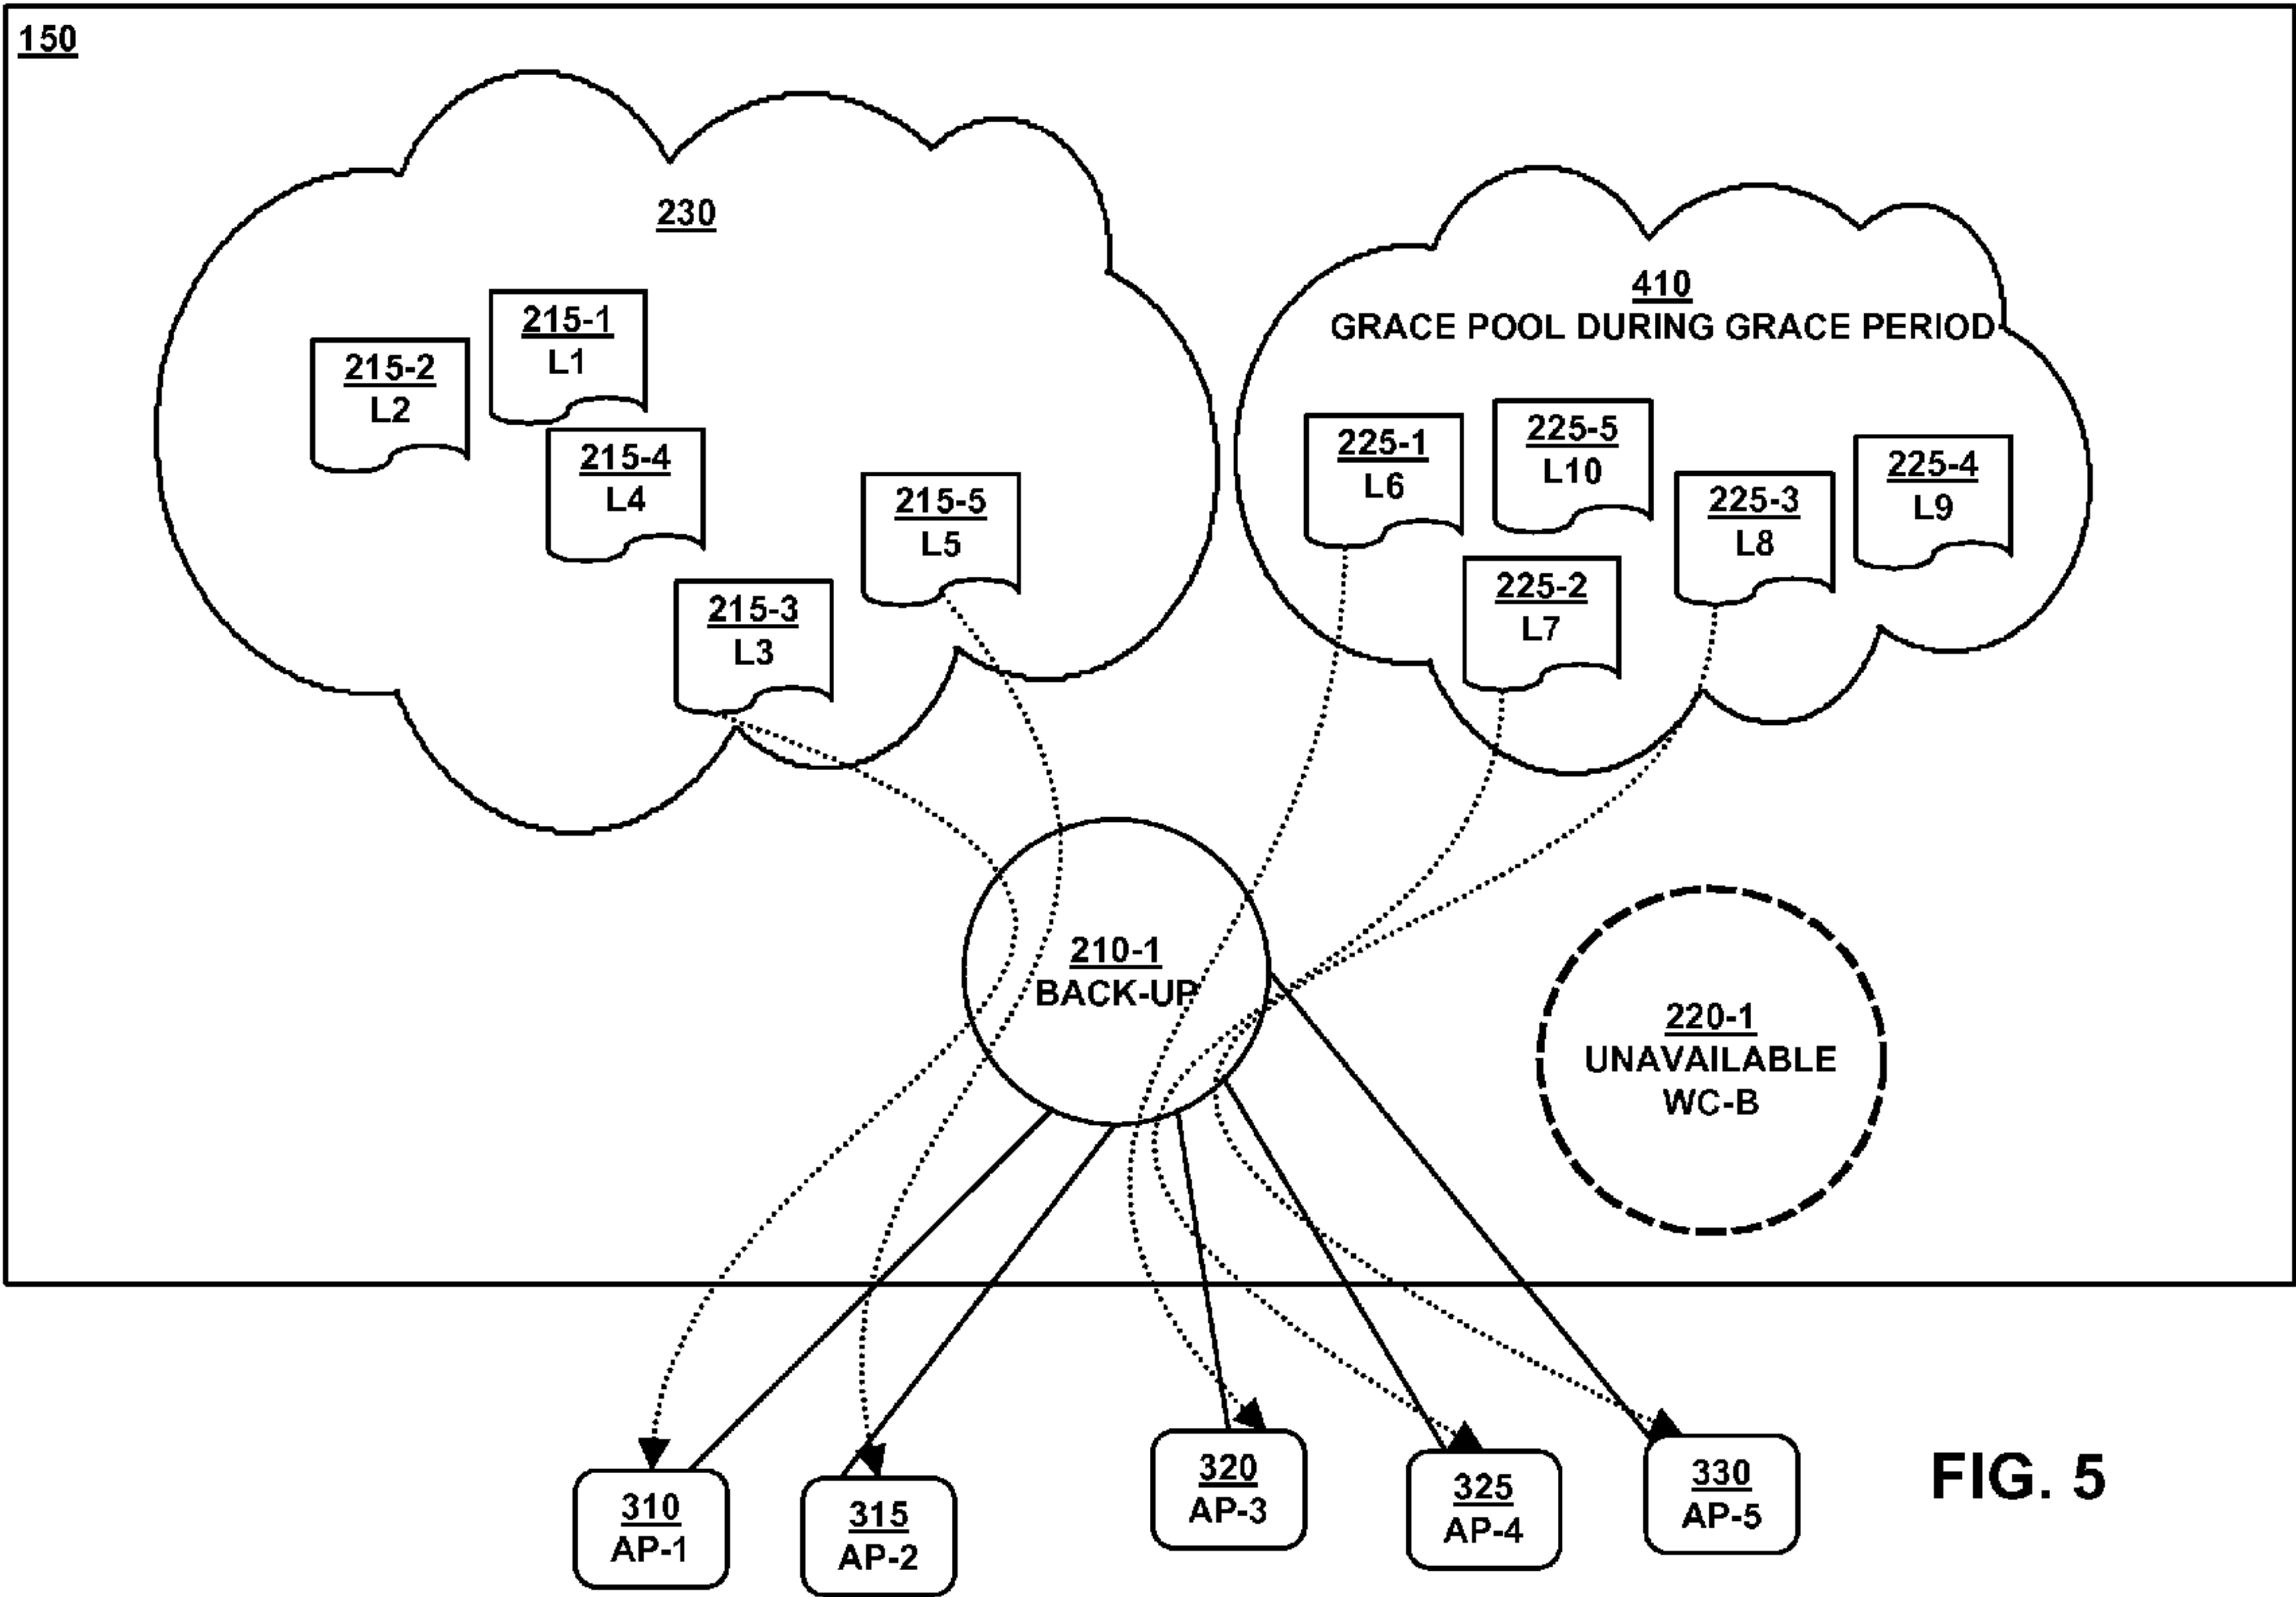 150
230
215-1
L1
215-2
L2
215-4
L4
215-5
L5
215-3
L3
410
GRACE POOL DURING GRACE PERIOD
225-1
L6
225-5
L10
225-3
L8
225-4
L9
225-2
L7
210-1
BACK-UP
220-1
UNAVAILABLE
WC-B
310
AP-1
315
AP-2
320
AP-3
325
AP-4
330
AP-5
FIG. 5